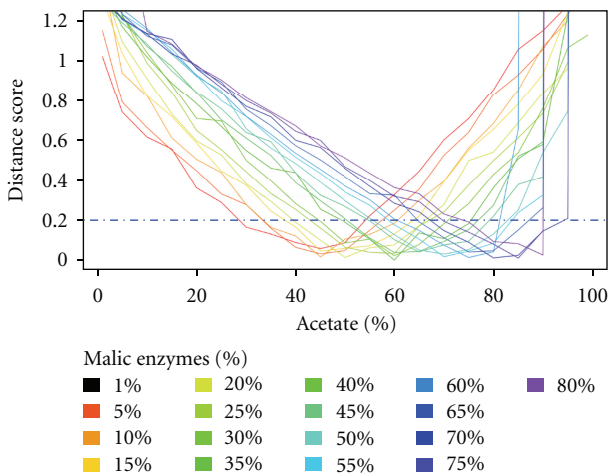 1.2
1
0.8
0.6
0.4
0.2
0
Distance score
0 20 40 60 80 100
Acetate (%)
Malic enzymes (%)
1% 20% 40% 60% 80%
5% 25% 45% 65%
10% 30% 50% 70%
15% 35% 55% 75%